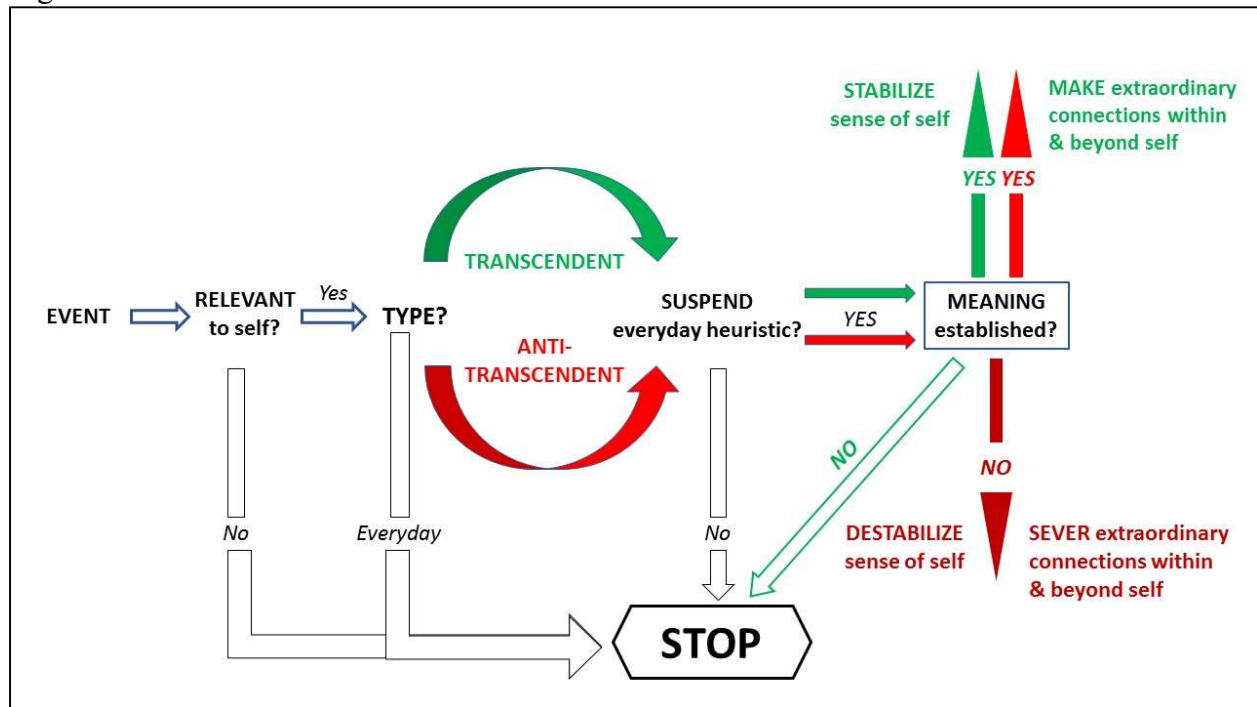 STABILIZE
sense of self
MAKE extraordinary
connections within
& beyond self
YES YES
TRANSCENDENT
EVENT
RELEVANT
to self?
Yes
TYPE?
SUSPEND
everyday heuristic?
YES
MEANING
established?
ANTI-
TRANSCENDENT
NO
NO
No
Everyday
No
DESTABILIZE
sense of self
SEVER extraordinary
connections within
& beyond self
STOP